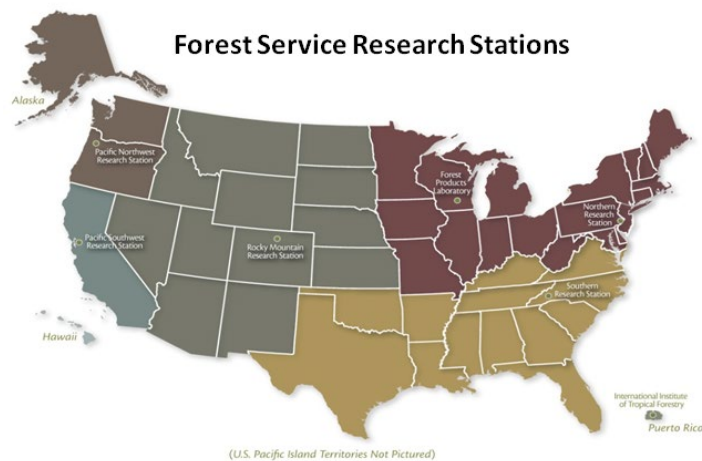 Forest Service Research Stations
Alaska
Pacific Northwest
Research Station
Forest
Products
Laboratory
Northern
Research
Station
Pacific Southwest
Research Station
Rocky Mountain
Research Station
Southern
Research Station
Hawaii
International Institute
of Tropical Forestry
Puerto Rico
(U.S. Pacific Island Territories Not Pictured)